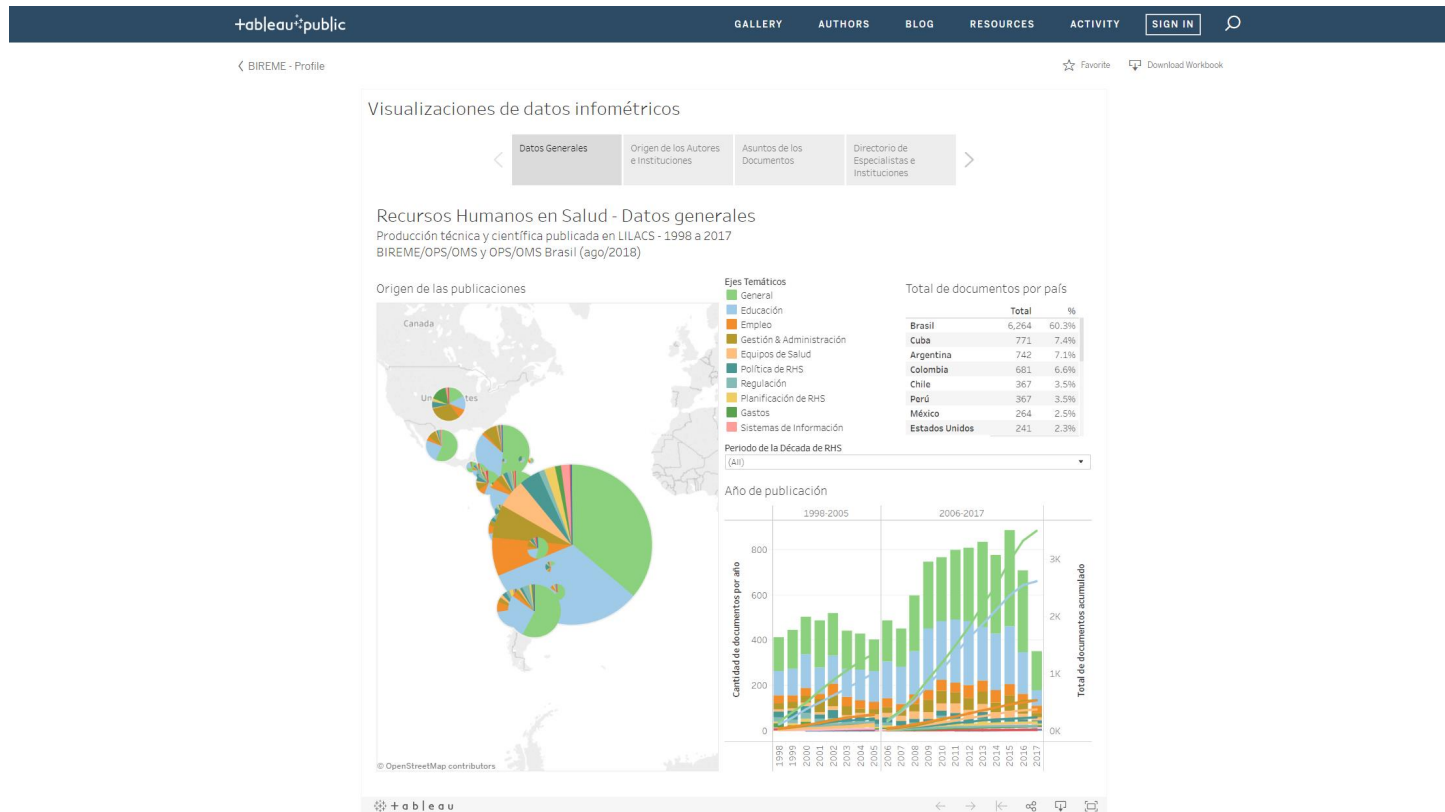 +ableau public
GALLERY AUTHORS BLOG RESOURCES ACTIVITY SIGN IN
BIREME - Profile
Favorite Download Workbook
Visualizaciones de datos infométricos
Datos Generales
Origen de los Autores
e Instituciones
Asuntos de los
Documentos
Directorio de
Especialistas e
Instituciones
Recursos Humanos en Salud - Datos generales
Producción técnica y científica publicada en LILACS - 1998 a 2017
BIREME/OPS/OMS y OPS/OMS Brasil (ago/2018)
Origen de las publicaciones
Canada
© OpenStreetMap contributors
Ejes Temáticos
General
Educación
Empleo
Gestión & Administración
Equipos de Salud
Política de RHS
Regulación
Planificación de RHS
Gastos
Sistemas de Información
Total de documentos por país
Total %
Brasil 6,264 60.3%
Cuba 771 7.4%
Argentina 742 7.1%
Colombia 681 6.6%
Chile 367 3.5%
Perú 367 3.5%
México 264 2.5%
Estados Unidos 241 2.3%
Periodo de la Década de RHS
(All)
Año de publicación
1998-2005 2006-2017
Cantidad de documentos por año
800
600
400
200
0
3K
2K
1K
0K
Total de documentos acumulado
1998 1999 2000 2001 2002 2003 2004 2005 2006 2007 2008 2009 2010 2011 2012 2013 2014 2015 2016 2017
+ableau